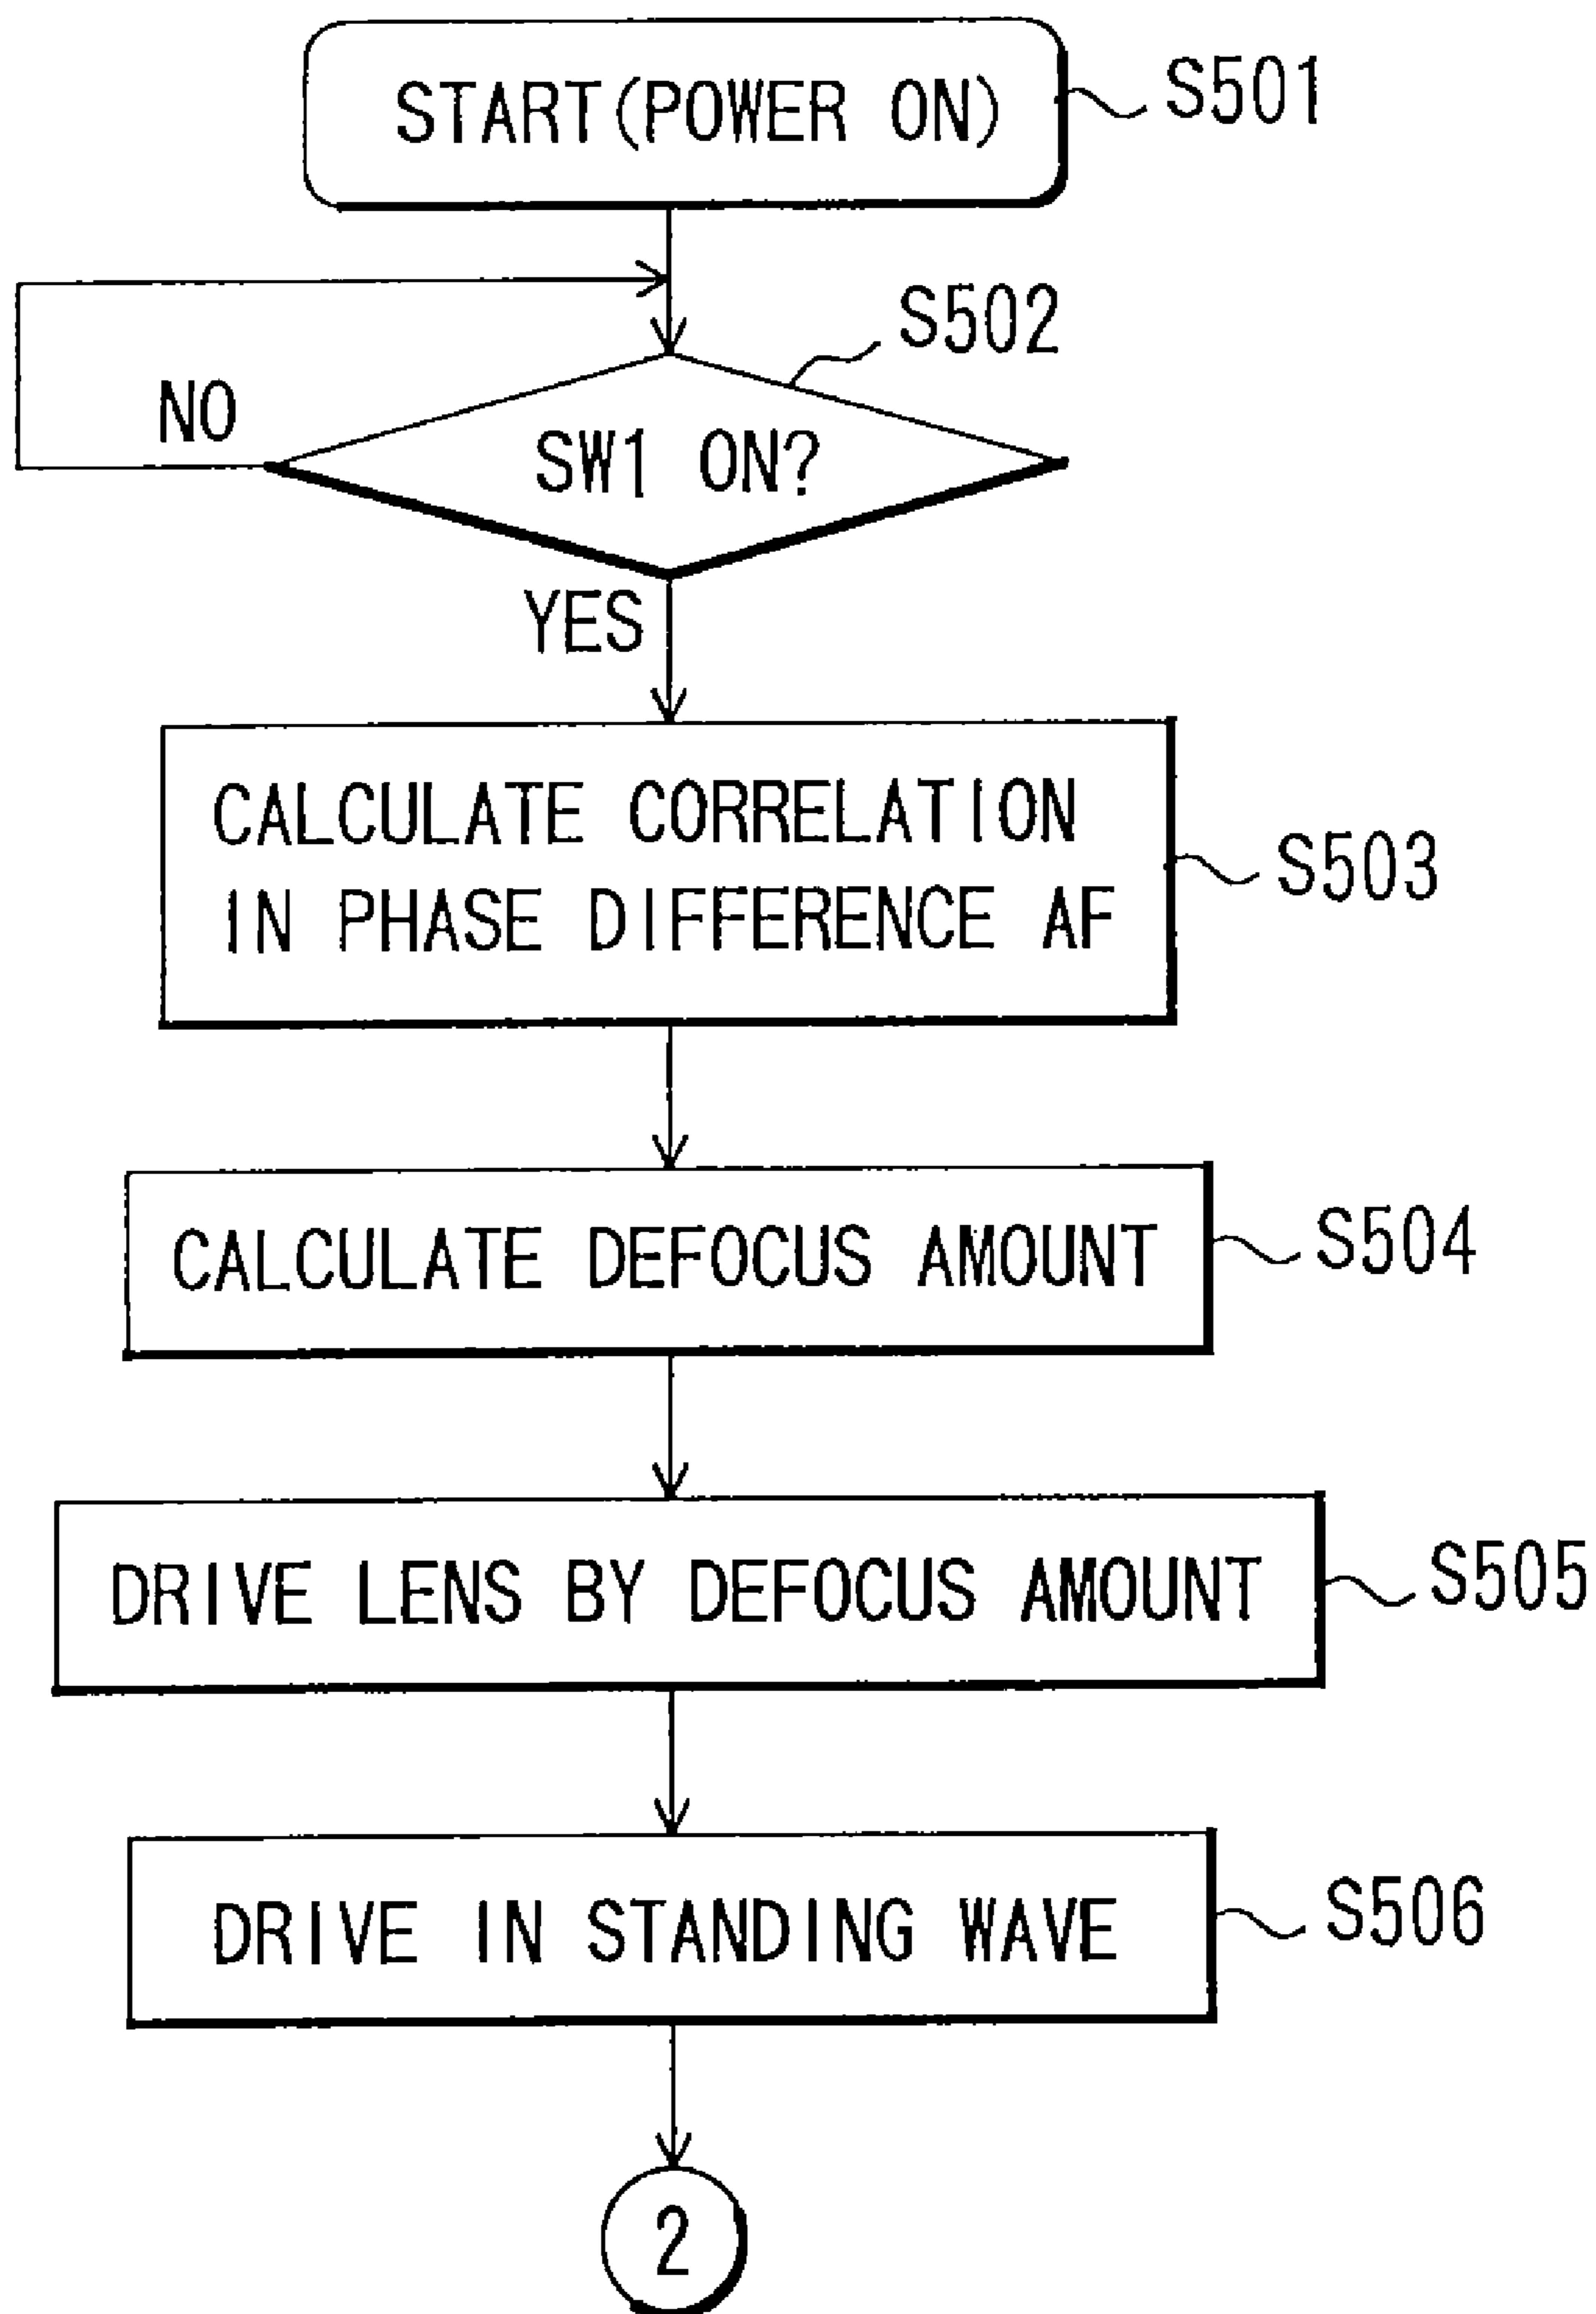 START(POWER ON)
S501
S502
NO
SW1 ON?
YES
CALCULATE CORRELATION
IN PHASE DIFFERENCE AF
S503
CALCULATE DEFOCUS AMOUNT
S504
DRIVE LENS BY DEFOCUS AMOUNT
S505
DRIVE IN STANDING WAVE
S506
2